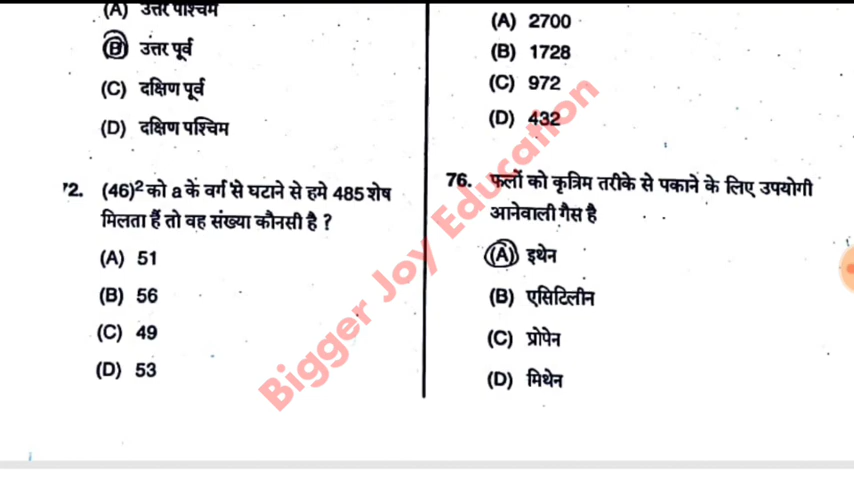 (A) उत्तर पश्चिम
(B) उत्तर पूर्व
(C) दक्षिण पूर्व
(D) दक्षिण पश्चिम
72. (46)² को a कें वर्ग से घटाने से हमे 485 शेष
मिलता हैं तो वह संख्या कौनसी है ?
(A) 51
(B) 56
(C) 49
(D) 53
(A) 2700
(B) 1728
(C) 972
(D) 432
76. फलों को कृत्रिम तरीके से पकाने के लिए उपयोगी
आनेवाली गैस है
(A) इथेन
(B) एसिटिलीन
(C) प्रोपेन
(D) मिथेन
Bigger Joy Education